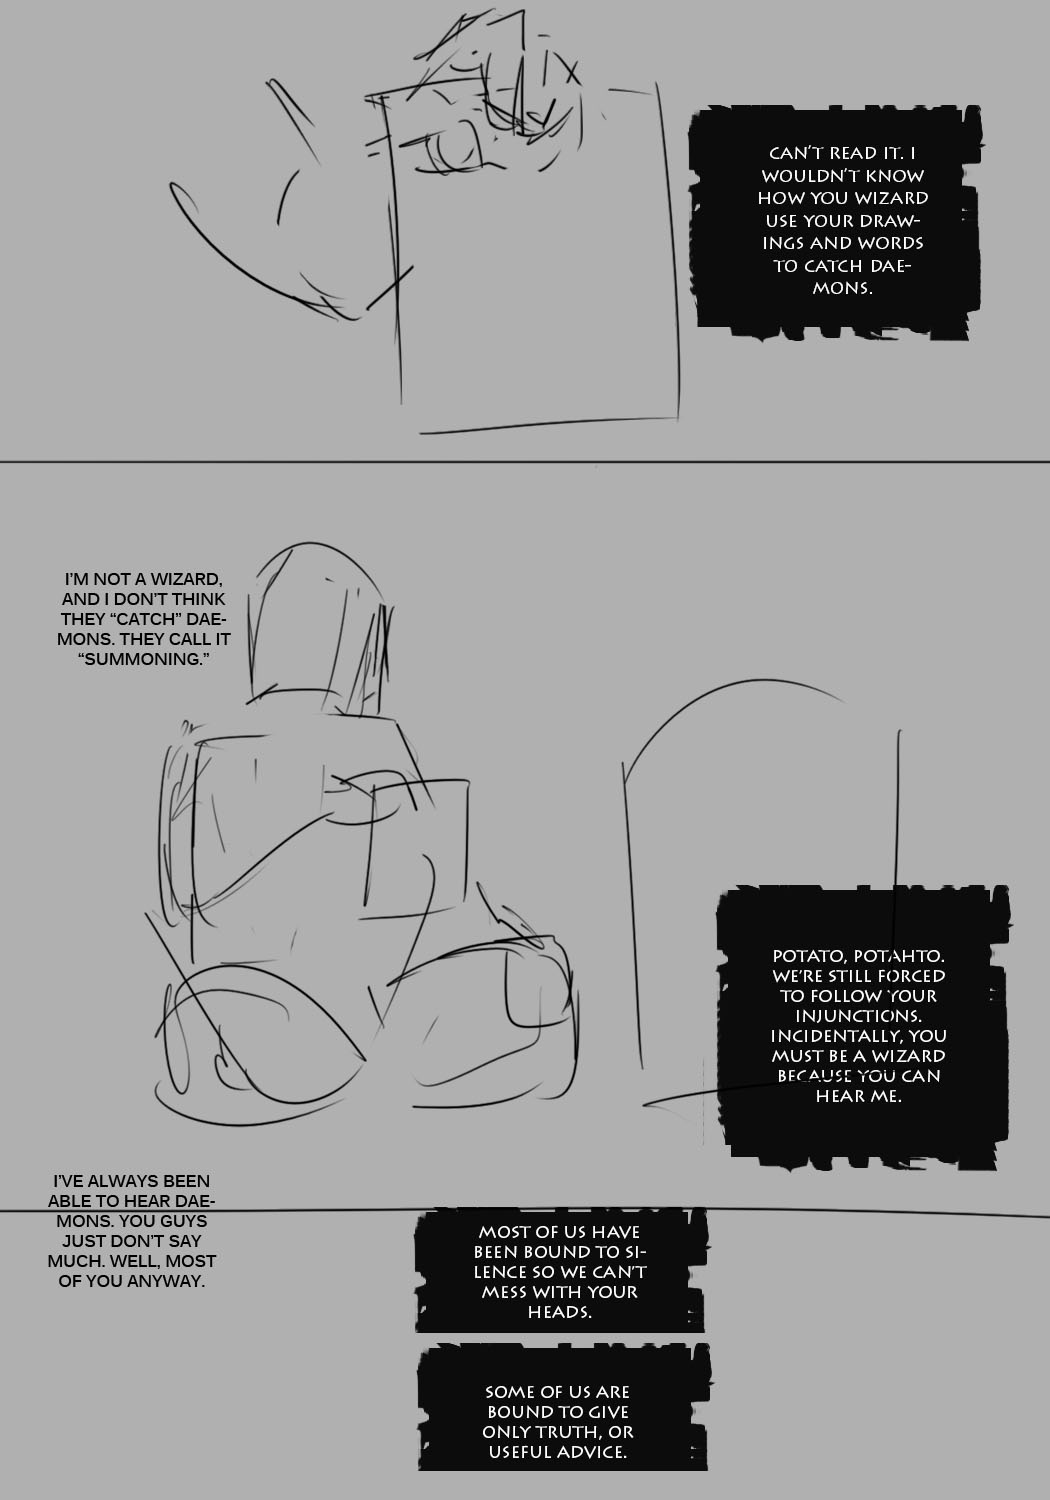 CAN'T READ IT. I
WOULDN'T KNOW
HOW YOU WIZARD
USE YOUR DRAW-
INGS AND WORDS
TO CATCH DAE-
MONS.
I'M NOT A WIZARD,
AND I DON'T THINK
THEY “CATCH” DAE-
MONS. THEY CALL IT
“SUMMONING.”
POTATO, POTAHTO.
WE'RE STILL FORCED
TO FOLLOW YOUR
INJUNCTIONS.
INCIDENTALLY, YOU
MUST BE A WIZARD
BECAUSE YOU CAN
HEAR ME.
I'VE ALWAYS BEEN
ABLE TO HEAR DAE-
MONS. YOU GUYS
JUST DON'T SAY
MUCH. WELL, MOST
OF YOU ANYWAY.
MOST OF US HAVE
BEEN BOUND TO SI-
LENCE SO WE CAN'T
MESS WITH YOUR
HEADS.
SOME OF US ARE
BOUND TO GIVE
ONLY TRUTH, OR
USEFUL ADVICE.